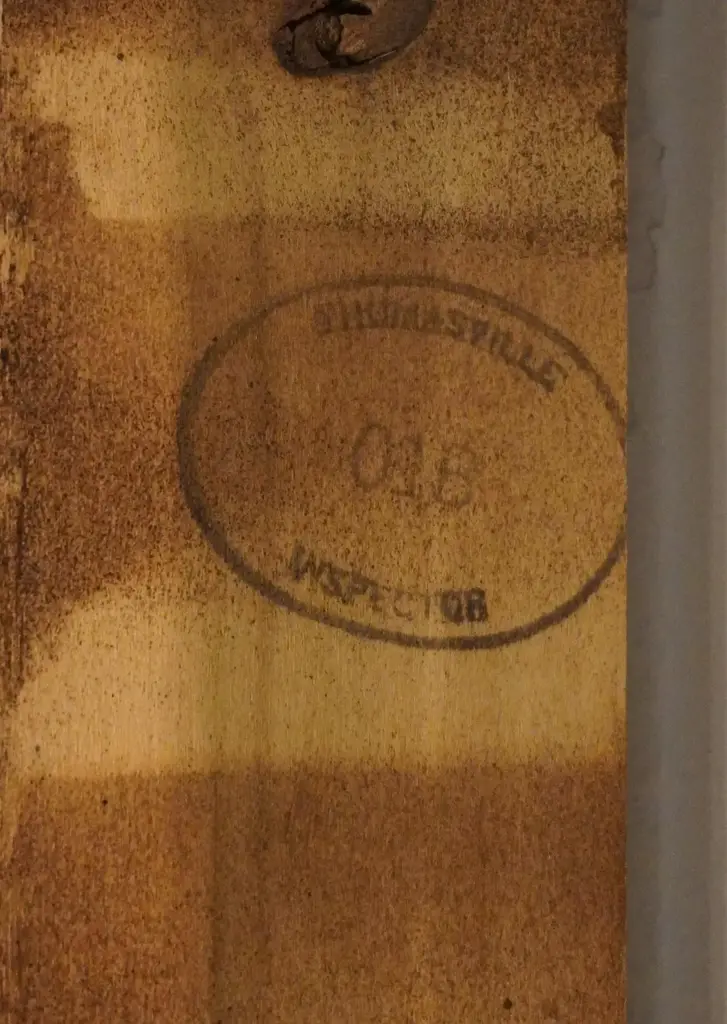 THOMASVILLE
018
INSPECTOR